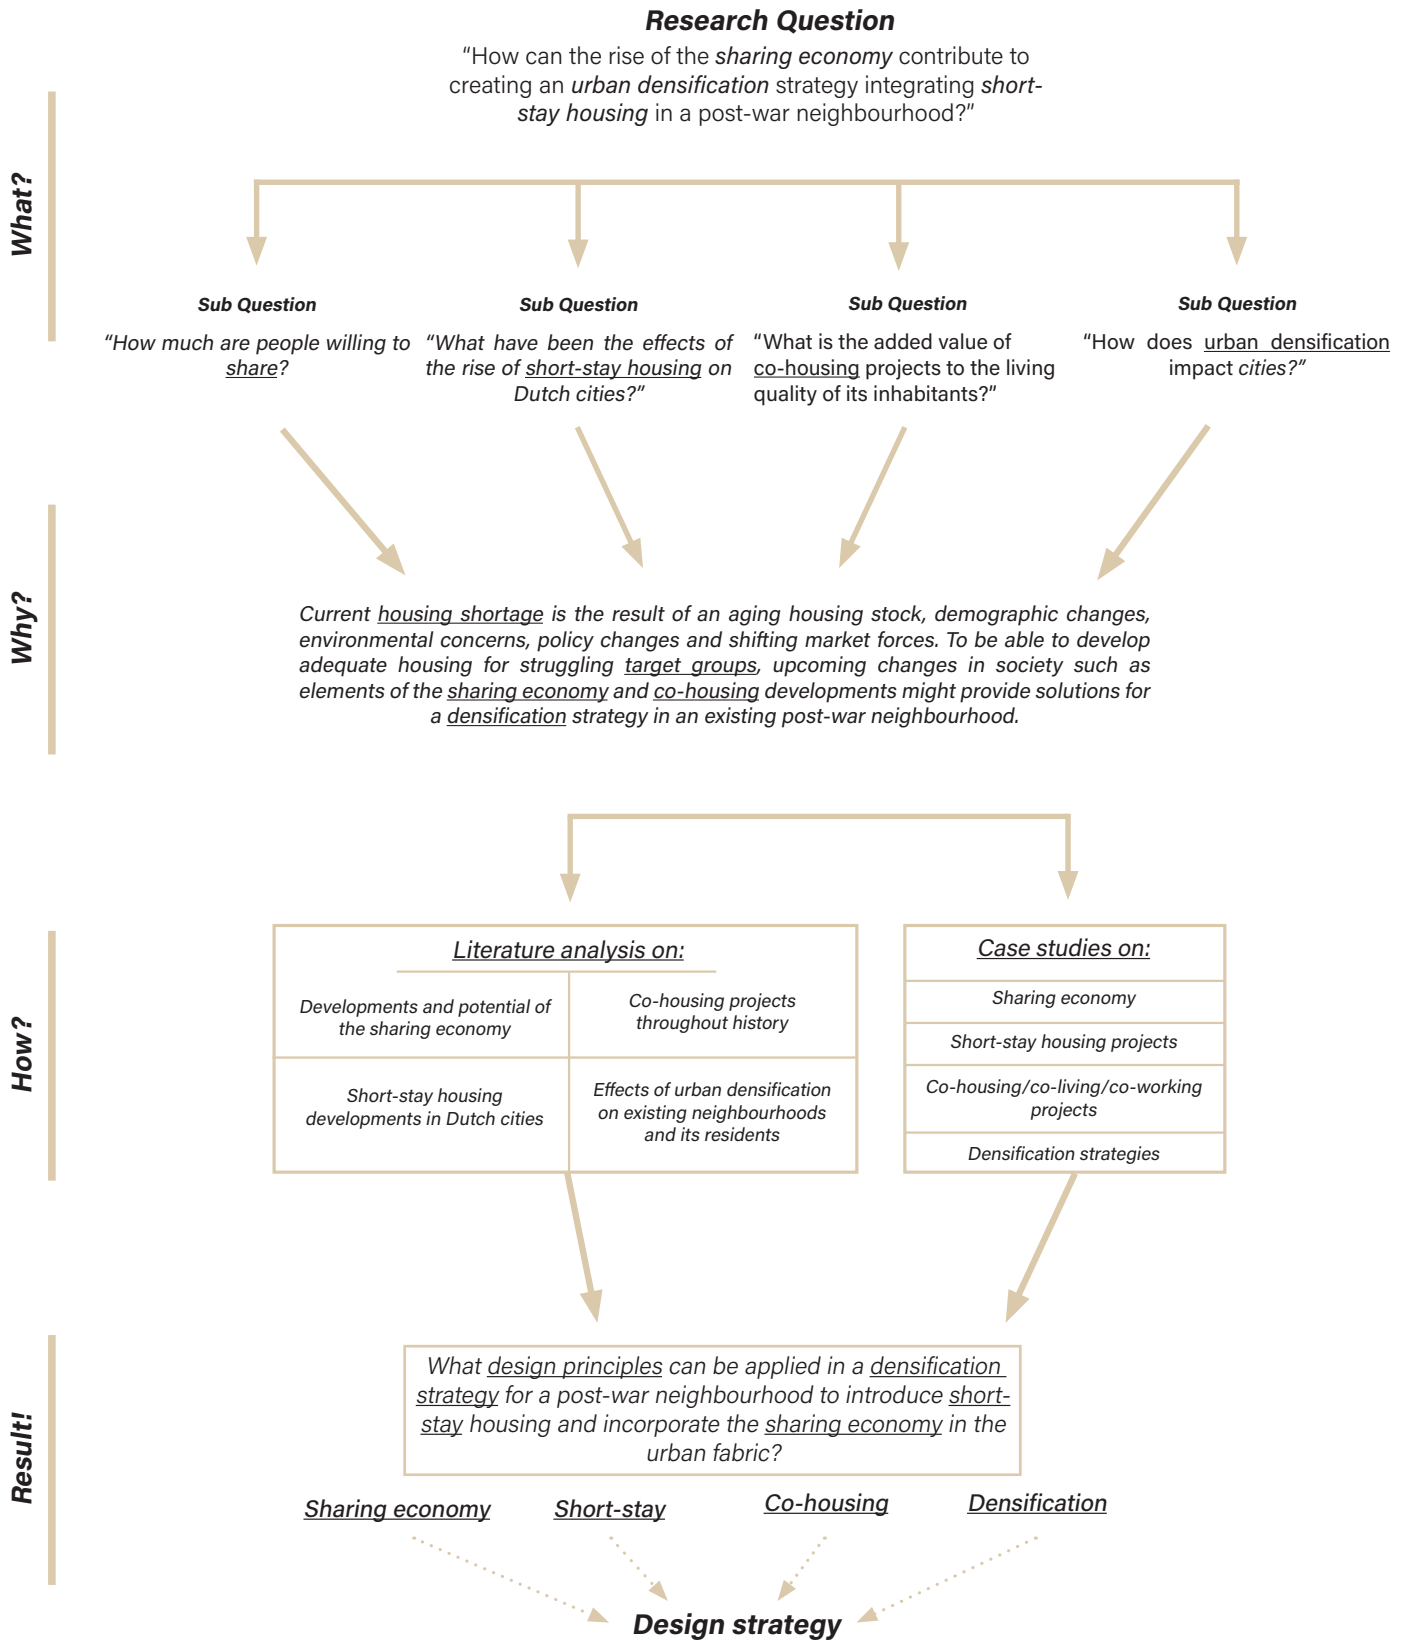 Research Question
“How can the rise of the sharing economy contribute to
creating an urban densification strategy integrating short-
stay housing in a post-war neighbourhood?”
What?
Sub Question
“How much are people willing to
share?
Sub Question
“What have been the effects of
the rise of short-stay housing on
Dutch cities?”
Sub Question
“What is the added value of
co-housing projects to the living
quality of its inhabitants?”
Sub Question
“How does urban densification
impact cities?”
Why?
Current housing shortage is the result of an aging housing stock, demographic changes,
environmental concerns, policy changes and shifting market forces. To be able to develop
adequate housing for struggling target groups, upcoming changes in society such as
elements of the sharing economy and co-housing developments might provide solutions for
a densification strategy in an existing post-war neighbourhood.
How?
Literature analysis on:
Developments and potential of
the sharing economy
Co-housing projects
throughout history
Short-stay housing
developments in Dutch cities
Effects of urban densification
on existing neighbourhoods
and its residents
Case studies on:
Sharing economy
Short-stay housing projects
Co-housing/co-living/co-working
projects
Densification strategies
Result!
What design principles can be applied in a densification
strategy for a post-war neighbourhood to introduce short-
stay housing and incorporate the sharing economy in the
urban fabric?
Sharing economy
Short-stay
Co-housing
Densification
Design strategy